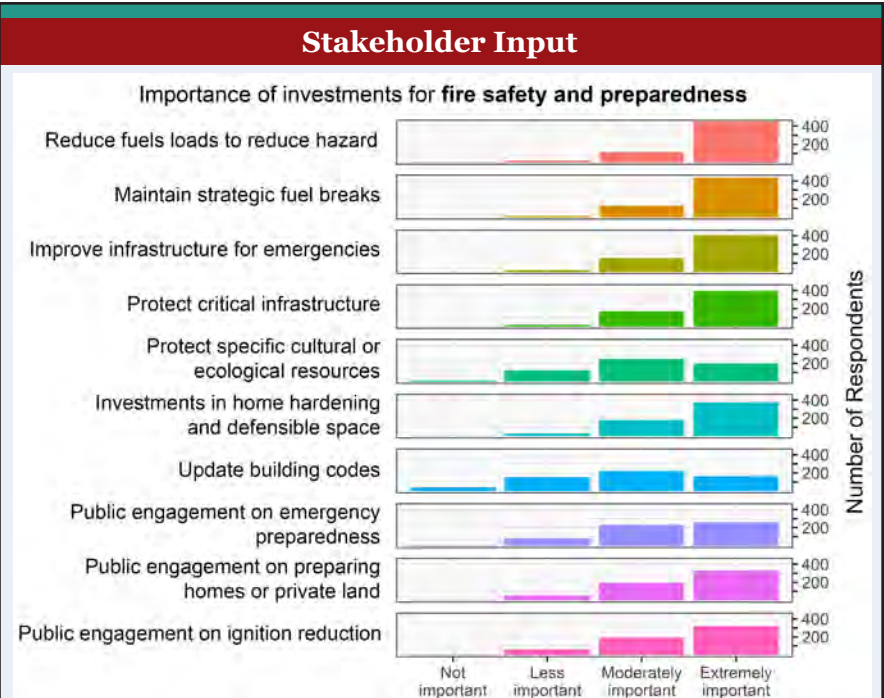 Stakeholder Input
Importance of investments for fire safety and preparedness
Reduce fuels loads to reduce hazard
400
200
Maintain strategic fuel breaks
400
200
Improve infrastructure for emergencies
400
200
Protect critical infrastructure
400
200
Protect specific cultural or
ecological resources
400
200
Investments in home hardening
and defensible space
400
200
Update building codes
400
200
Public engagement on emergency
preparedness
400
200
Public engagement on preparing
homes or private land
400
200
Public engagement on ignition reduction
400
200
Number of Respondents
Not
important
Less
important
Moderately
important
Extremely
important